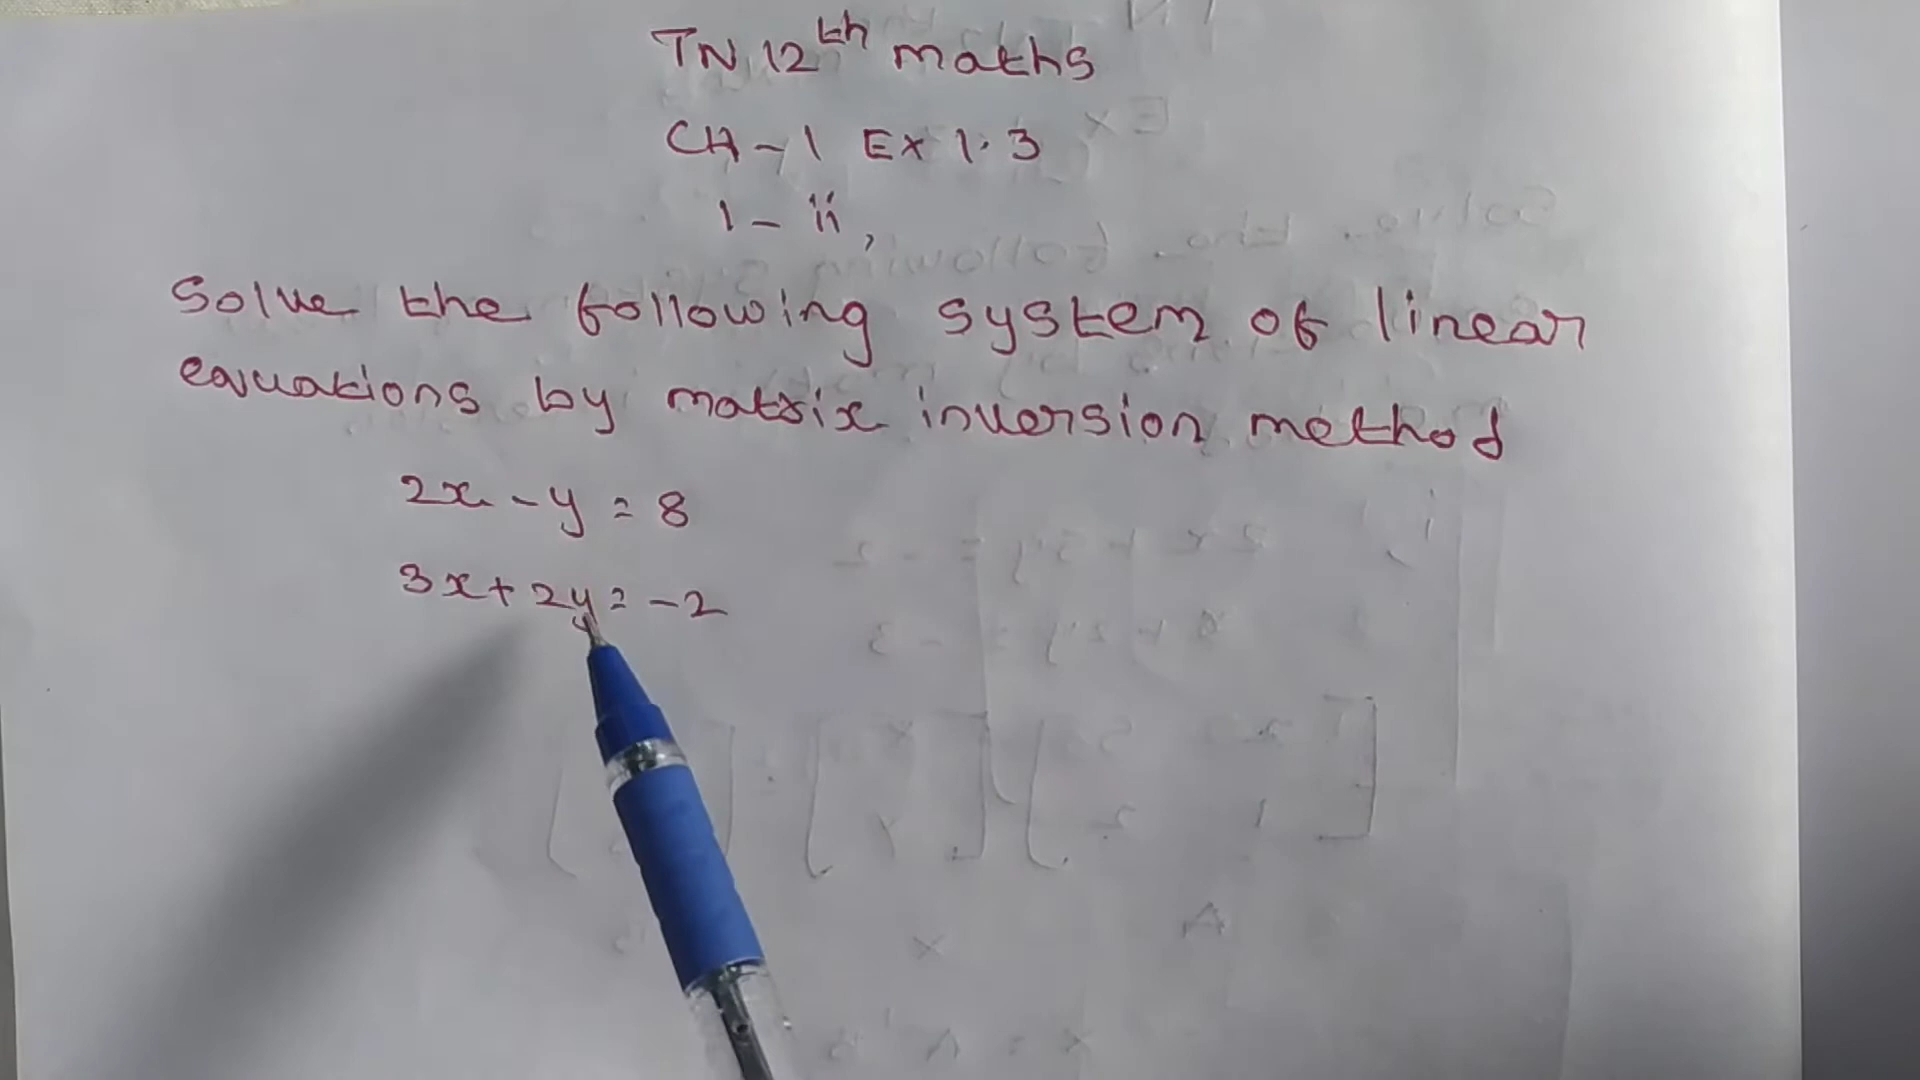 TN 12th maths
CH-1 Ex 1.3
1-ii,
Solve the following system of linear
equations by matrix inversion method
2x - y = 8
3x + 2y = -2